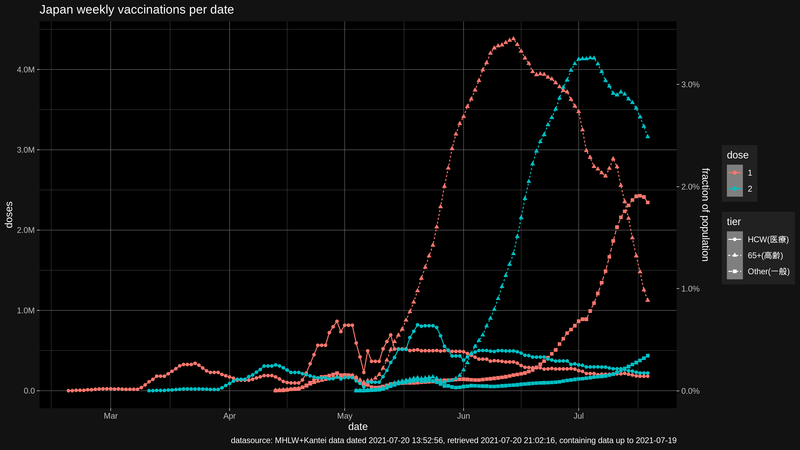 Japan weekly vaccinations per date
doses
4.0M
3.0M
2.0M
1.0M
0.0
3.0%
2.0%
1.0%
0.0%
fraction of population
Mar
Apr
May
Jun
Jul
date
dose
1
2
tier
HCW(医療)
65+(高齢)
Other(一般)
datasource: MHLW+Kantei data dated 2021-07-20 13:52:56, retrieved 2021-07-20 21:02:16, containing data up to 2021-07-19